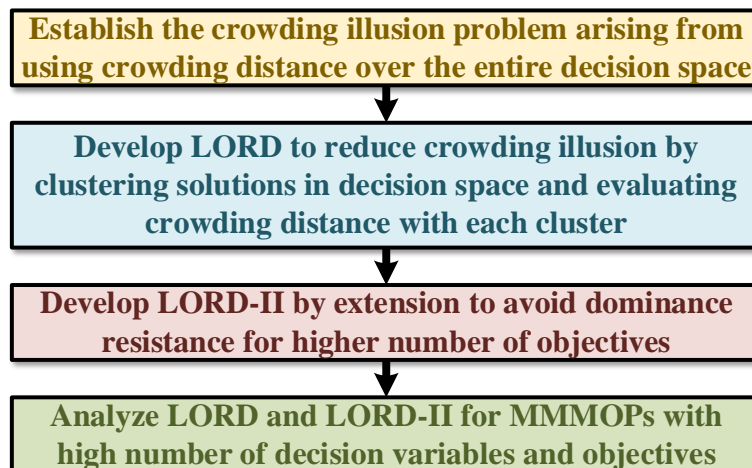 Establish the crowding illusion problem arising from
using crowding distance over the entire decision space
Develop LORD to reduce crowding illusion by
clustering solutions in decision space and evaluating
crowding distance with each cluster
Develop LORD-II by extension to avoid dominance
resistance for higher number of objectives
Analyze LORD and LORD-II for MMMOPs with
high number of decision variables and objectives